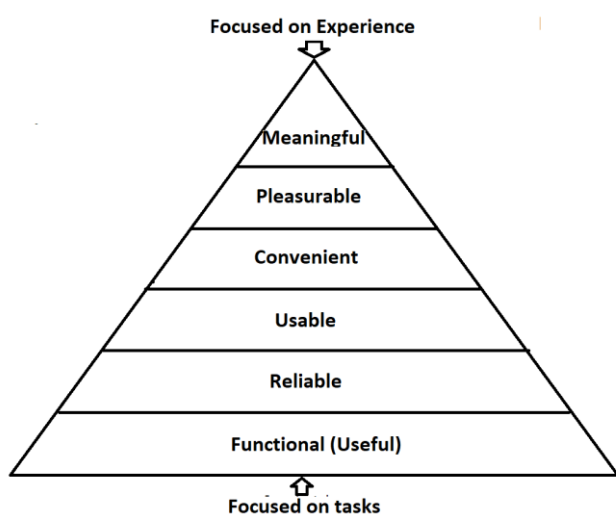 Focused on Experience
Meaningful
Pleasurable
Convenient
Usable
Reliable
Functional (Useful)
Focused on tasks